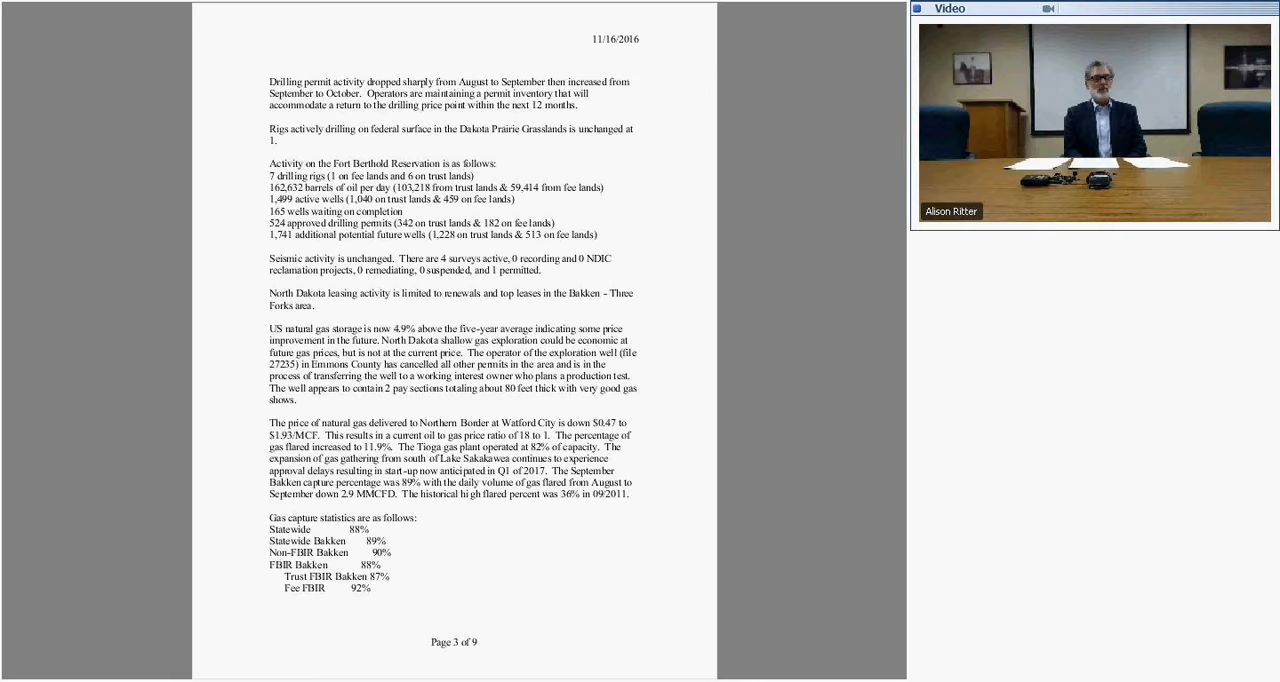 11/16/2016
Drilling permit activity dropped sharply from August to September then increased from
September to October. Operators are maintaining a permit inventory that will
accommodate a return to the drilling price point within the next 12 months.
Rigs actively drilling on federal surface in the Dakota Prairie Grasslands is unchanged at
1.
Activity on the Fort Berthold Reservation is as follows:
7 drilling rigs (1 on fee lands and 6 on trust lands)
162,632 barrels of oil per day (103,218 from trust lands & 59,414 from fee lands)
1,499 active wells (1,040 on trust lands & 459 on fee lands)
165 wells waiting on completion
524 approved drilling permits (342 on trust lands & 182 on fee lands)
1,741 additional potential future wells (1,228 on trust lands & 513 on fee lands)
Seismic activity is unchanged. There are 4 surveys active, 0 recording and 0 NDIC
reclamation projects, 0 remediating, 0 suspended, and 1 permitted.
North Dakota leasing activity is limited to renewals and top leases in the Bakken - Three
Forks area.
US natural gas storage is now 4.9% above the five-year average indicating some price
improvement in the future. North Dakota shallow gas exploration could be economic at
future gas prices, but is not at the current price. The operator of the exploration well (file
27235) in Emmons County has cancelled all other permits in the area and is in the
process of transferring the well to a working interest owner who plans a production test.
The well appears to contain 2 pay sections totaling about 80 feet thick with very good gas
shows.
The price of natural gas delivered to Northern Border at Watford City is down $0.47 to
$1.93/MCF. This results in a current oil to gas price ratio of 18 to 1. The percentage of
gas flared increased to 11.9%. The Tioga gas plant operated at 82% of capacity. The
expansion of gas gathering from south of Lake Sakakawea continues to experience
approval delays resulting in start-up now anticipated in Q1 of 2017. The September
Bakken capture percentage was 89% with the daily volume of gas flared from August to
September down 2.9 MMCFD. The historical high flared percent was 36% in 09/2011.
Gas capture statistics are as follows:
Statewide 88%
Statewide Bakken 89%
Non-FBIR Bakken 90%
FBIR Bakken 88%
Trust FBIR Bakken 87%
Fee FBIR 92%
Page 3 of 9
Video
Alison Ritter